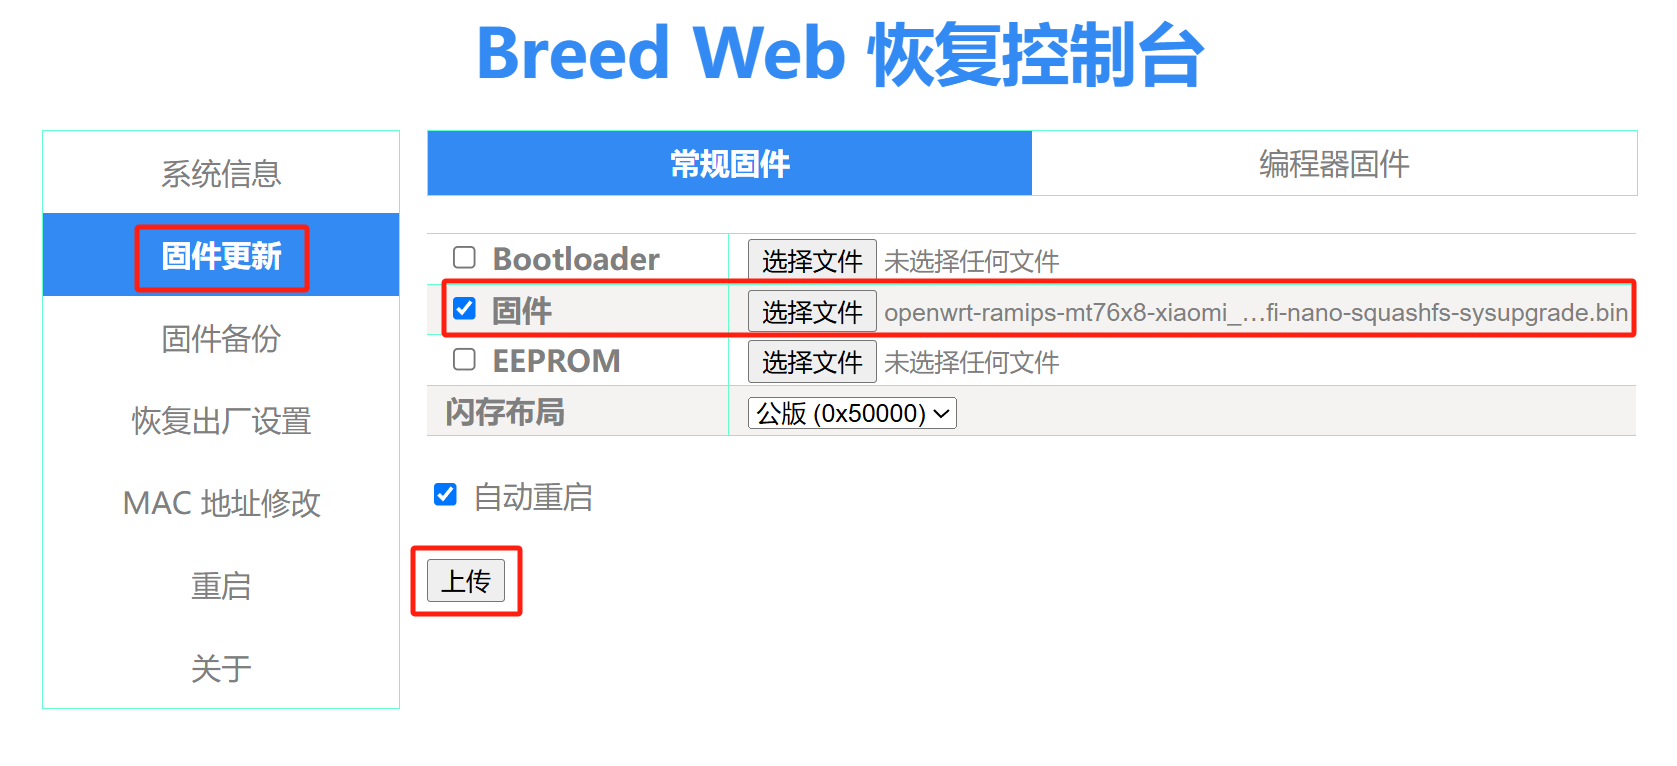 Breed Web 恢复控制台
系统信息
固件更新
固件备份
恢复出厂设置
MAC 地址修改
重启
关于
常规固件 编程器固件
Bootloader 选择文件 未选择任何文件
固件 选择文件 openwrt-ramips-mt76x8-xiaomi_...fi-nano-squashfs-sysupgrade.bin
EEPROM 选择文件 未选择任何文件
闪存布局 公版 (0x50000)
自动重启
上传